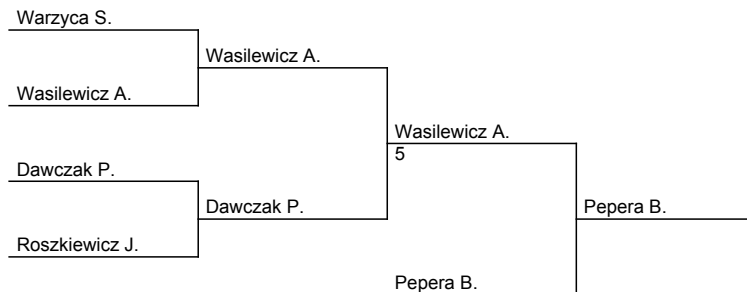 Warzyca S.
Wasilewicz A.
Wasilewicz A.
Wasilewicz A.
5
Dawczak P.
Dawczak P.
Pepera B.
Roszkiewicz J.
Pepera B.